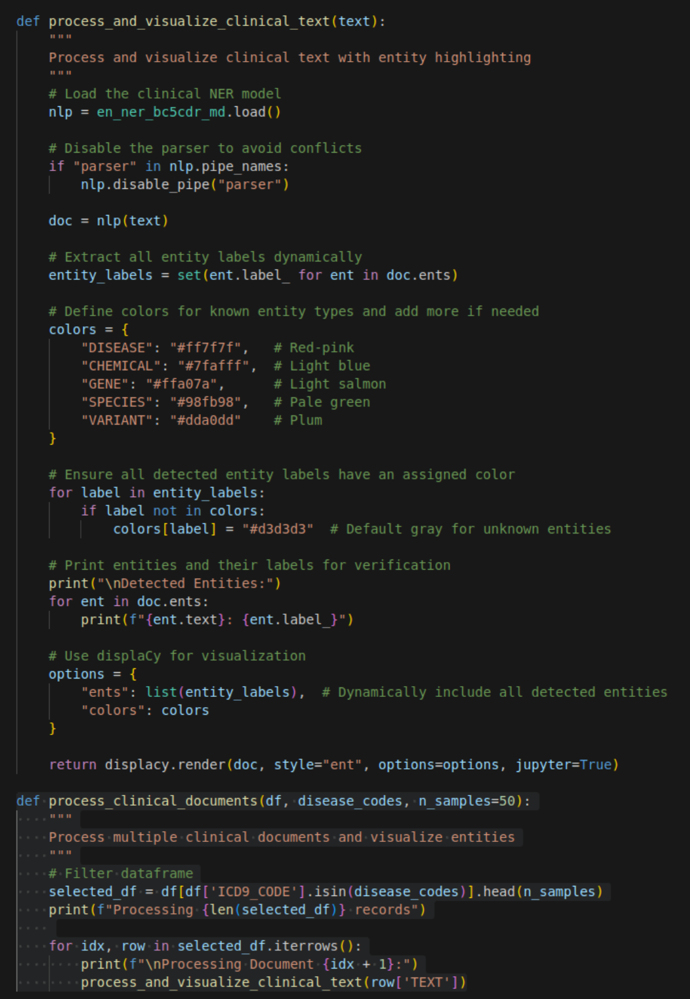 def process_and_visualize_clinical_text(text):
    """
    Process and visualize clinical text with entity highlighting
    """
    # Load the clinical NER model
    nlp = en_ner_bc5cdr_md.load()

    # Disable the parser to avoid conflicts
    if "parser" in nlp.pipe_names:
        nlp.disable_pipe("parser")

    doc = nlp(text)

    # Extract all entity labels dynamically
    entity_labels = set(ent.label_ for ent in doc.ents)

    # Define colors for known entity types and add more if needed
    colors = {
        "DISEASE": "#ff7f7f",   # Red-pink
        "CHEMICAL": "#7fafff",  # Light blue
        "GENE": "#ffa07a",      # Light salmon
        "SPECIES": "#98fb98",   # Pale green
        "VARIANT": "#dda0dd"    # Plum
    }

    # Ensure all detected entity labels have an assigned color
    for label in entity_labels:
        if label not in colors:
            colors[label] = "#d3d3d3"  # Default gray for unknown entities

    # Print entities and their labels for verification
    print("\nDetected Entities:")
    for ent in doc.ents:
        print(f"{ent.text}: {ent.label_}")

    # Use displaCy for visualization
    options = {
        "ents": list(entity_labels),  # Dynamically include all detected entities
        "colors": colors
    }

    return displacy.render(doc, style="ent", options=options, jupyter=True)

def process_clinical_documents(df, disease_codes, n_samples=50):
    """
    Process multiple clinical documents and visualize entities
    """
    # Filter dataframe
    selected_df = df[df['ICD9_CODE'].isin(disease_codes)].head(n_samples)
    print(f"Processing {len(selected_df)} records")

    for idx, row in selected_df.iterrows():
        print(f"\nProcessing Document {idx + 1}:")
        process_and_visualize_clinical_text(row['TEXT'])